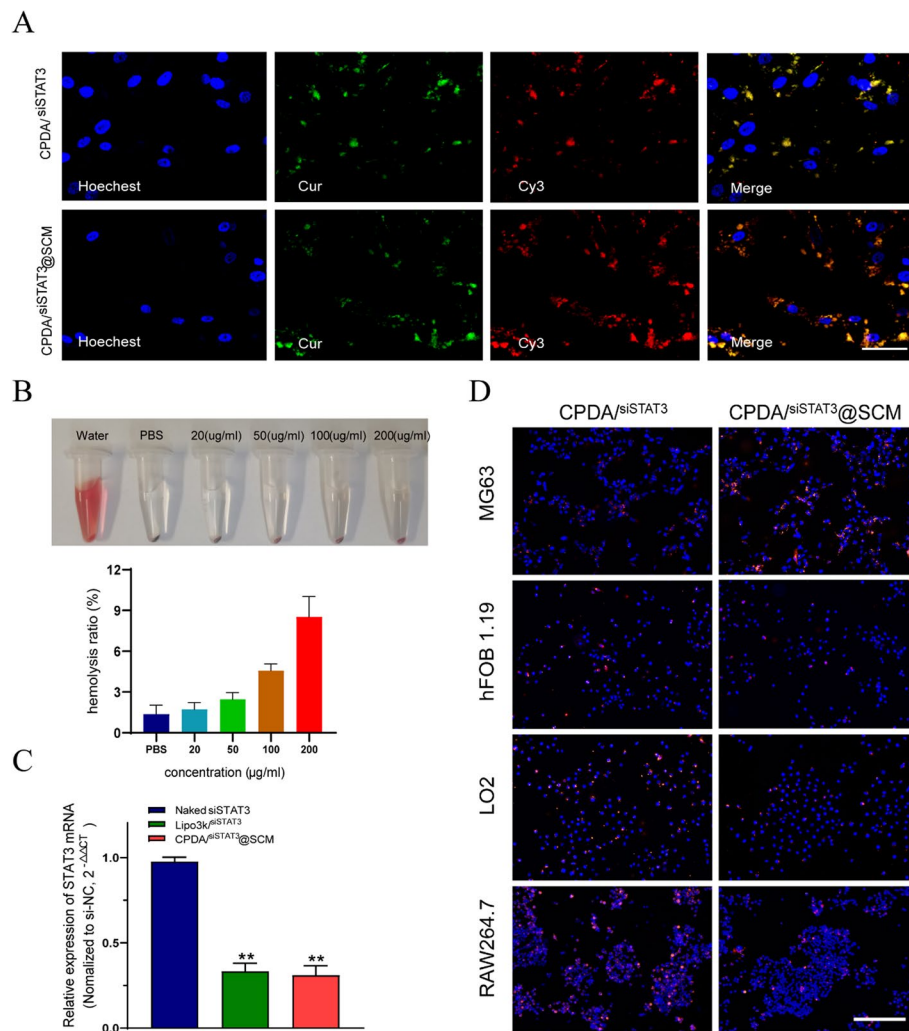 A
CPDA/siSTAT3
Hoechest
Cur
Cy3
Merge
CPDA/siSTAT3@SCM
Hoechest
Cur
Cy3
Merge
B
Water PBS 20(ug/ml) 50(ug/ml) 100(ug/ml) 200(ug/ml)
hemolysis ratio (%)
12
9
6
3
0
PBS 20 50 100 200
concentration (μg/ml)
C
Naked siSTAT3
Lipo3k/siSTAT3
CPDA/siSTAT3@SCM
Relative expression of STAT3 mRNA
(Nomalized to si-NC, 2-ΔΔCT)
1.0
0.5
0
** **
D
CPDA/siSTAT3 CPDA/siSTAT3@SCM
MG63
hFOB 1.19
LO2
RAW264.7